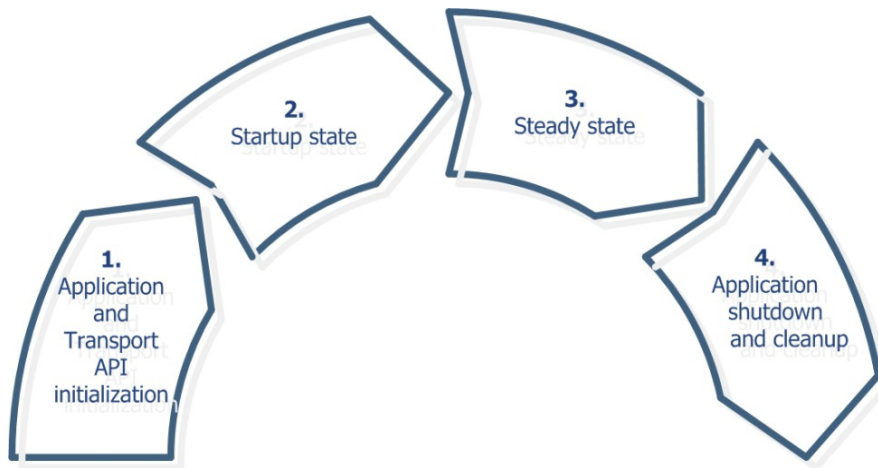 1.
Application
and
Transport
API
initialization
2.
Startup state
3.
Steady state
4.
Application
shutdown
and cleanup